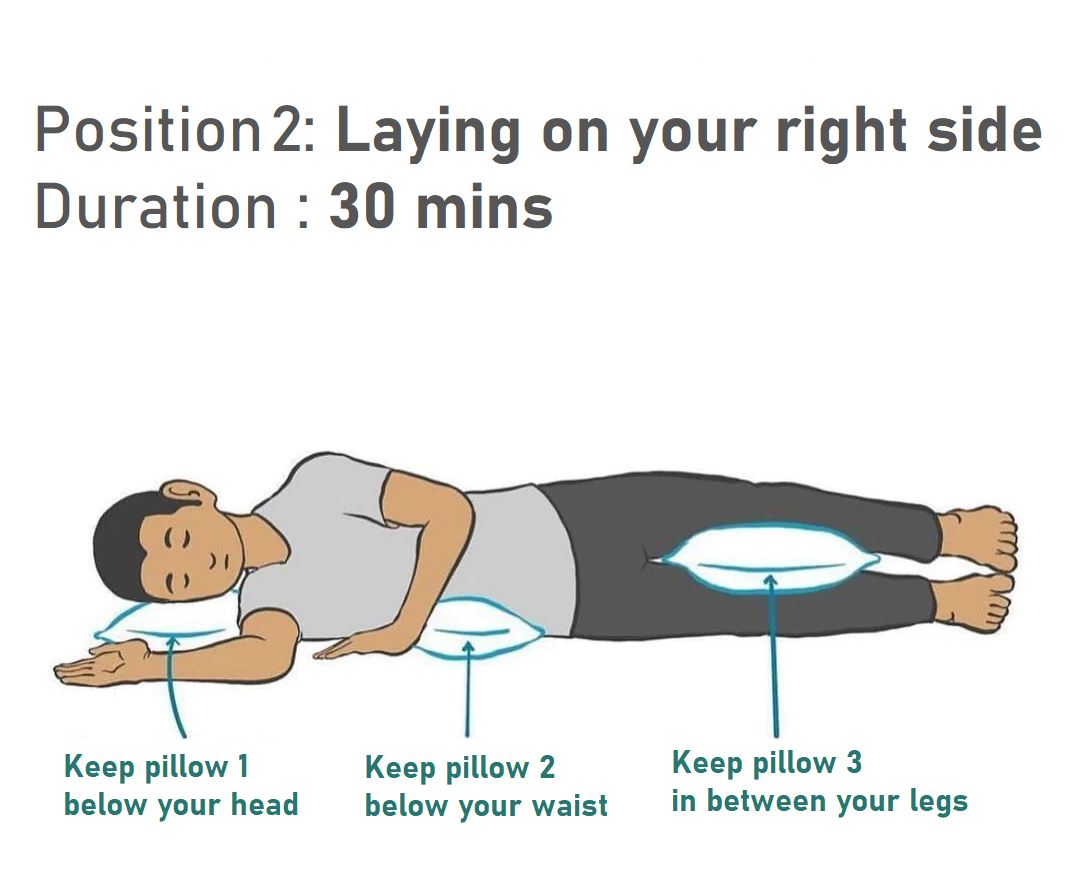 Position 2: Laying on your right side
Duration : 30 mins
Keep pillow 1
below your head
Keep pillow 2
below your waist
Keep pillow 3
in between your legs